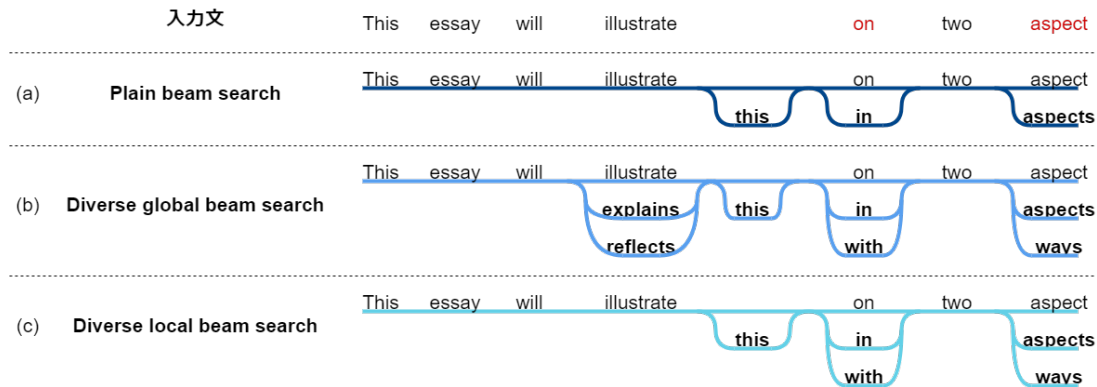 入力文 This essay will illustrate on two aspect
This essay will illustrate on two aspect
(a) Plain beam search
this in aspects
This essay will illustrate on two aspect
(b) Diverse global beam search
explains this in aspects
reflects with ways
This essay will illustrate on two aspect
(c) Diverse local beam search
this in aspects
with ways